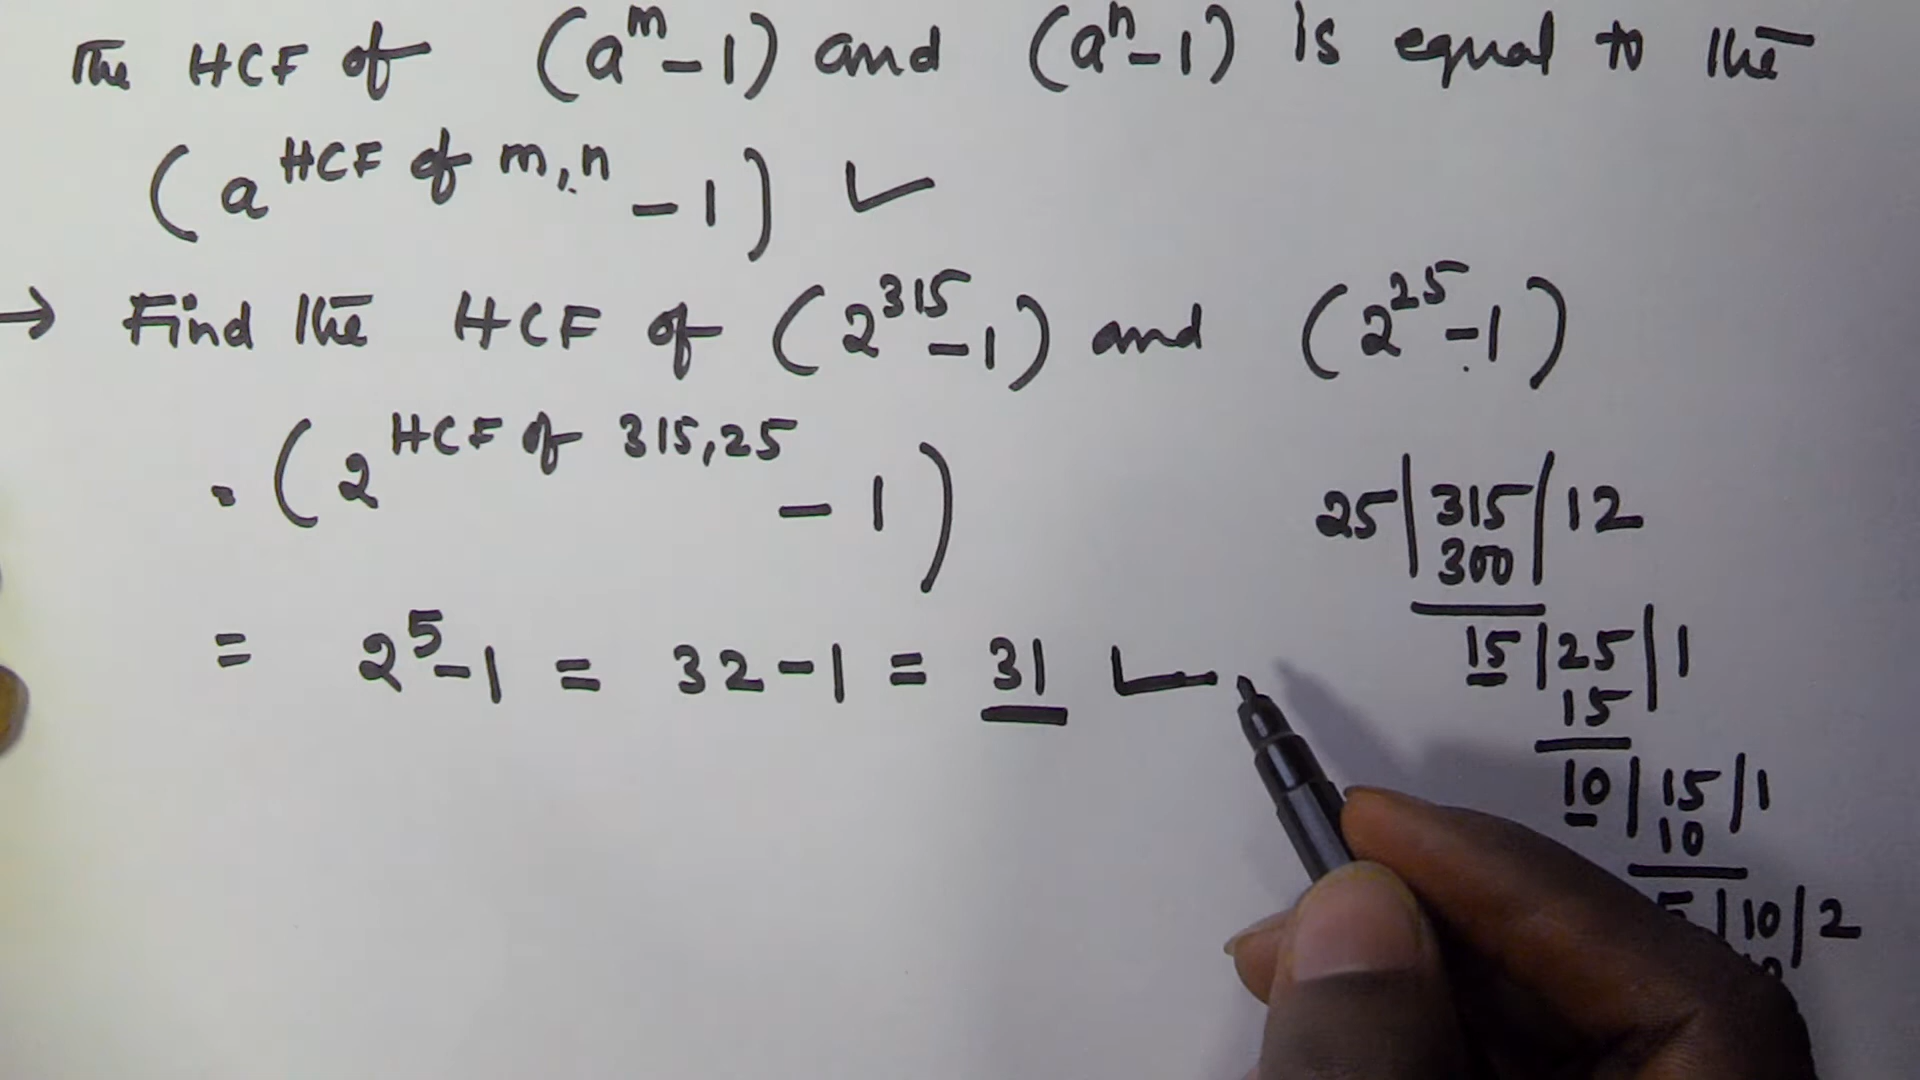 The HCF of (a^m - 1) and (a^n - 1) is equal to the
(a^HCF of m, n - 1) ✓
→ Find the HCF of (2^315 - 1) and (2^25 - 1)
= (2^HCF of 315, 25 - 1)
= 2^5 - 1 = 32 - 1 = 31 ✓
25 | 315 | 12
300
15 | 25 | 1
15
10 | 15 | 1
10
5 | 10 | 2